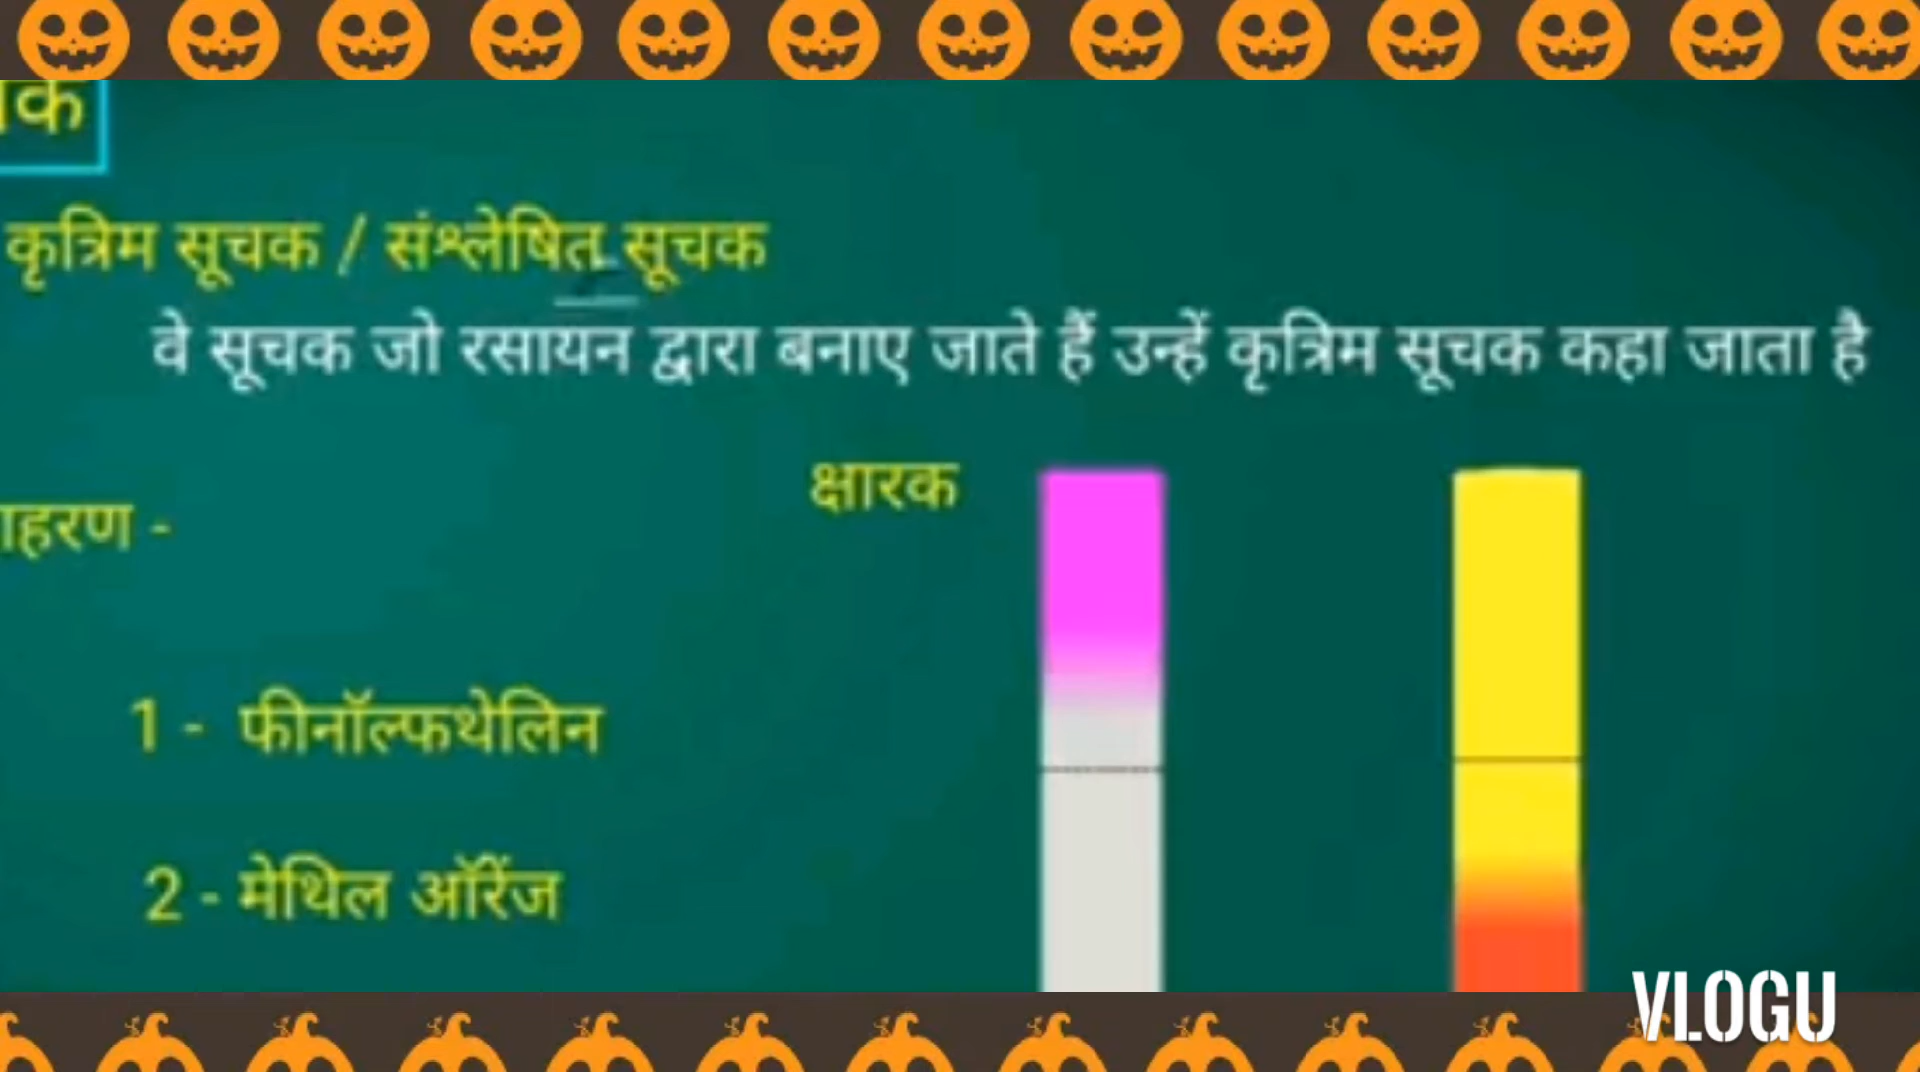 कृत्रिम सूचक / संश्लेषित सूचक
वे सूचक जो रसायन द्वारा बनाए जाते हैं उन्हें कृत्रिम सूचक कहा जाता है
क्षारक
ाहरण -
1 - फीनॉल्फथेलिन
2 - मेथिल ऑरेंज
VLOGU